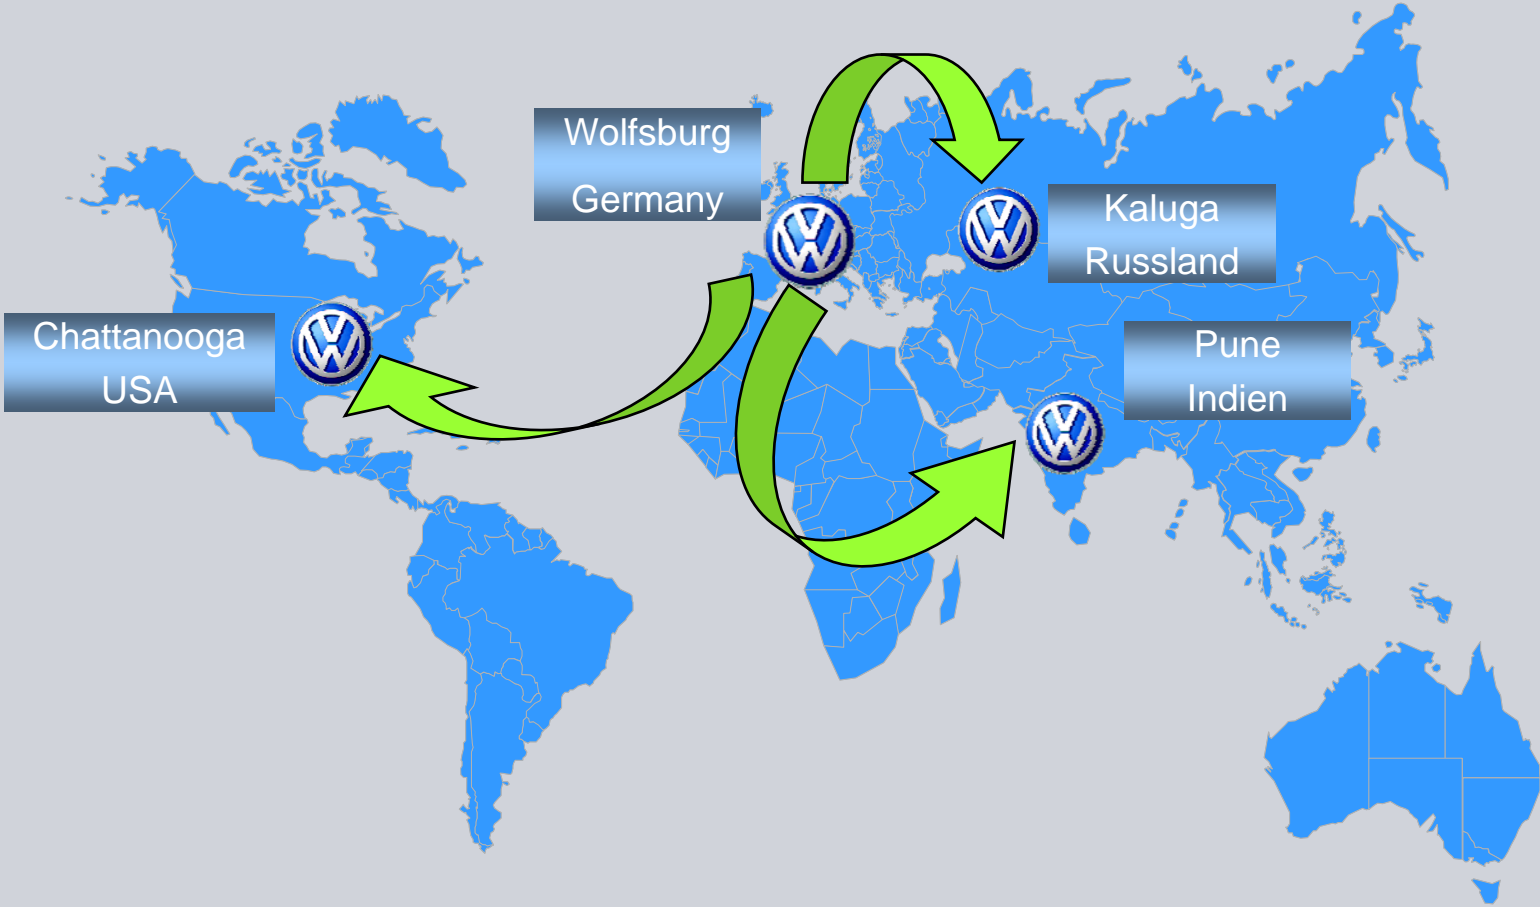 Wolfsburg
Germany
Kaluga
Russland
Chattanooga
USA
Pune
Indien